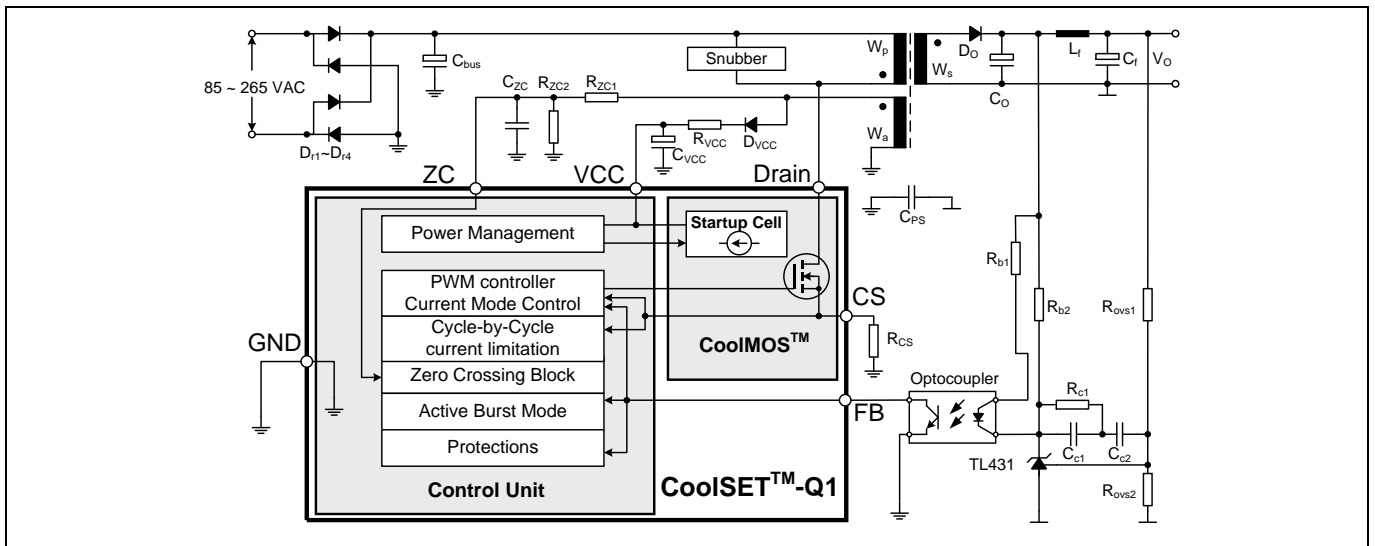 Snubber
Wp
Ws
DO
Lf
Cf
VO
Cbus
85 ~ 265 VAC
CZC
RZC2
RZC1
CO
Wa
RVCC
DVCC
CVCC
Dr1~Dr4
ZC
VCC
Drain
CPS
Power Management
Startup Cell
Rb1
PWM controller
Current Mode Control
CS
Rb2
Rovs1
Cycle-by-Cycle
current limitation
CoolMOS™
RCS
GND
Zero Crossing Block
Optocoupler
Rc1
Active Burst Mode
FB
Cc1
Cc2
Protections
TL431
Control Unit
CoolSET™-Q1
Rovs2